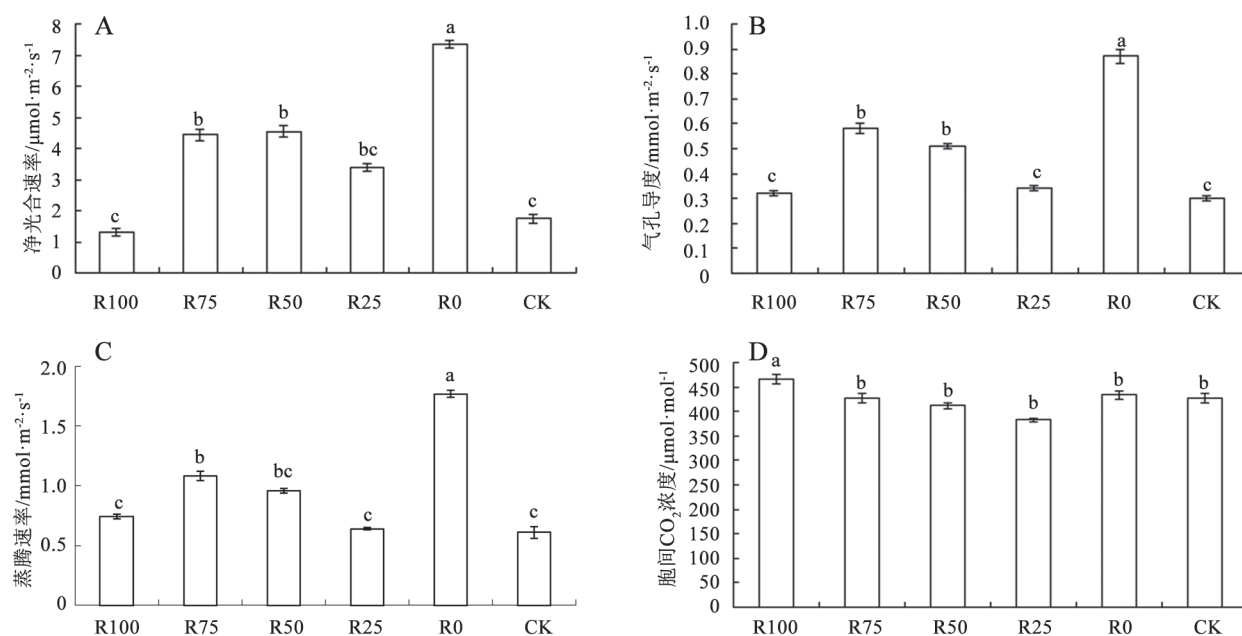 A
净光合速率/μmol·m⁻²·s⁻¹
8
7
6
5
4
3
2
1
0
c
b
b
bc
a
c
R100 R75 R50 R25 R0 CK
B
气孔导度/mmol·m⁻²·s⁻¹
1.0
0.9
0.8
0.7
0.6
0.5
0.4
0.3
0.2
0.1
0
c
b
b
c
a
c
R100 R75 R50 R25 R0 CK
C
蒸腾速率/mmol·m⁻²·s⁻¹
2.0
1.5
1.0
0.5
0
c
b
bc
c
a
c
R100 R75 R50 R25 R0 CK
D
胞间CO₂浓度/μmol·mol⁻¹
500
450
400
350
300
250
200
150
100
50
0
a
b
b
b
b
b
R100 R75 R50 R25 R0 CK